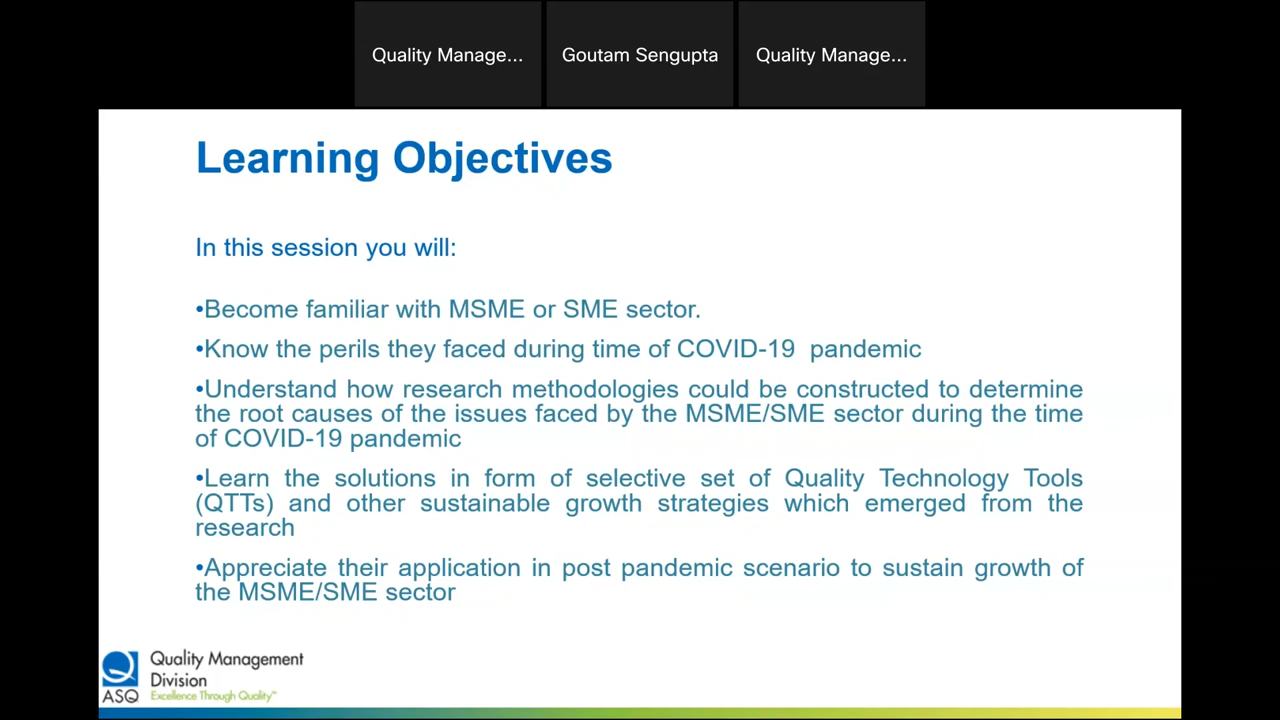 Quality Manage...
Goutam Sengupta
Quality Manage...
Learning Objectives
In this session you will:
•Become familiar with MSME or SME sector.
•Know the perils they faced during time of COVID-19  pandemic
•Understand how research methodologies could be constructed to determine
the root causes of the issues faced by the MSME/SME sector during the time
of COVID-19 pandemic
•Learn the solutions in form of selective set of Quality Technology Tools
(QTTs) and other sustainable growth strategies which emerged from the
research
•Appreciate their application in post pandemic scenario to sustain growth of
the MSME/SME sector
Quality Management
Division
ASQ Excellence Through Quality™